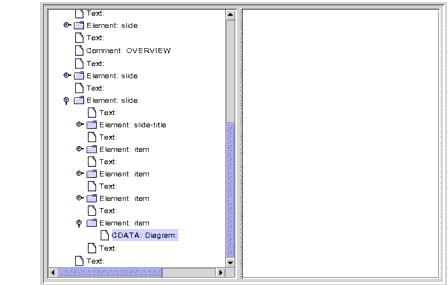 Text:
Element: slide
Text:
Comment: OVERVIEW
Text:
Element: slide
Text:
Element: slide
Text:
Element: slide-title
Text:
Element: item
Text:
Element: item
Text:
Element: item
Text:
Element: item
CDATA: Diagram:
Text:
Text: